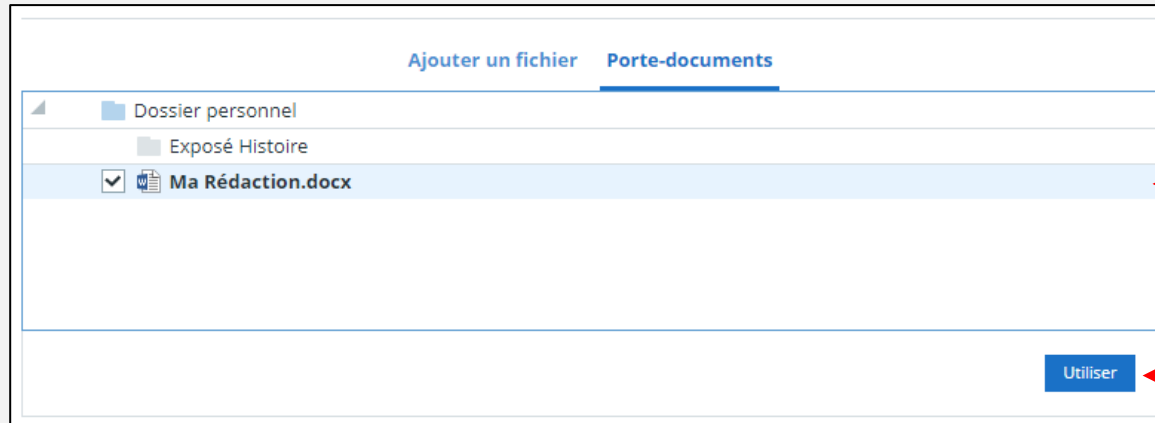 Ajouter un fichier Porte-documents
Dossier personnel
Exposé Histoire
Ma Rédaction.docx
Utiliser